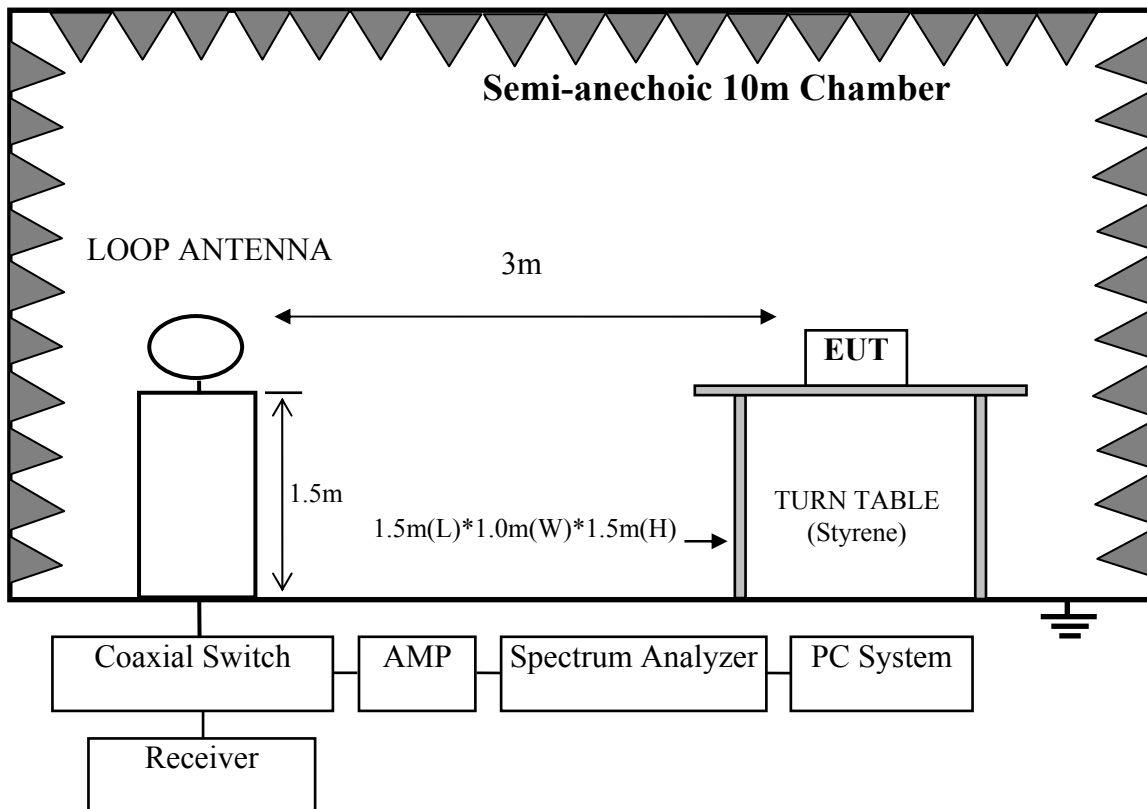 Semi-anechoic 10m Chamber
LOOP ANTENNA
3m
EUT
1.5m
1.5m(L)*1.0m(W)*1.5m(H)
TURN TABLE
(Styrene)
Coaxial Switch
AMP
Spectrum Analyzer
PC System
Receiver